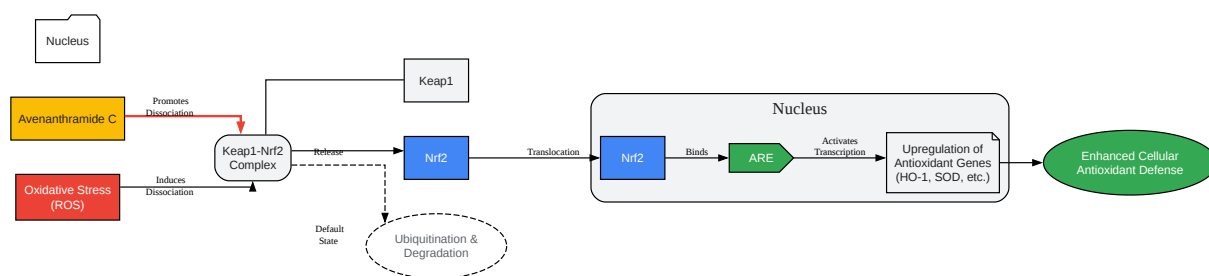 Nucleus
Keap1
Avenanthramide C
Promotes
Dissociation
Nucleus
Keap1-Nrf2
Complex
Release
Nrf2
Translocation
Nrf2
Binds
ARE
Activates
Transcription
Upregulation of
Antioxidant Genes
(HO-1, SOD, etc.)
Enhanced Cellular
Antioxidant Defense
Oxidative Stress
(ROS)
Induces
Dissociation
Default
State
Ubiquitination &
Degradation